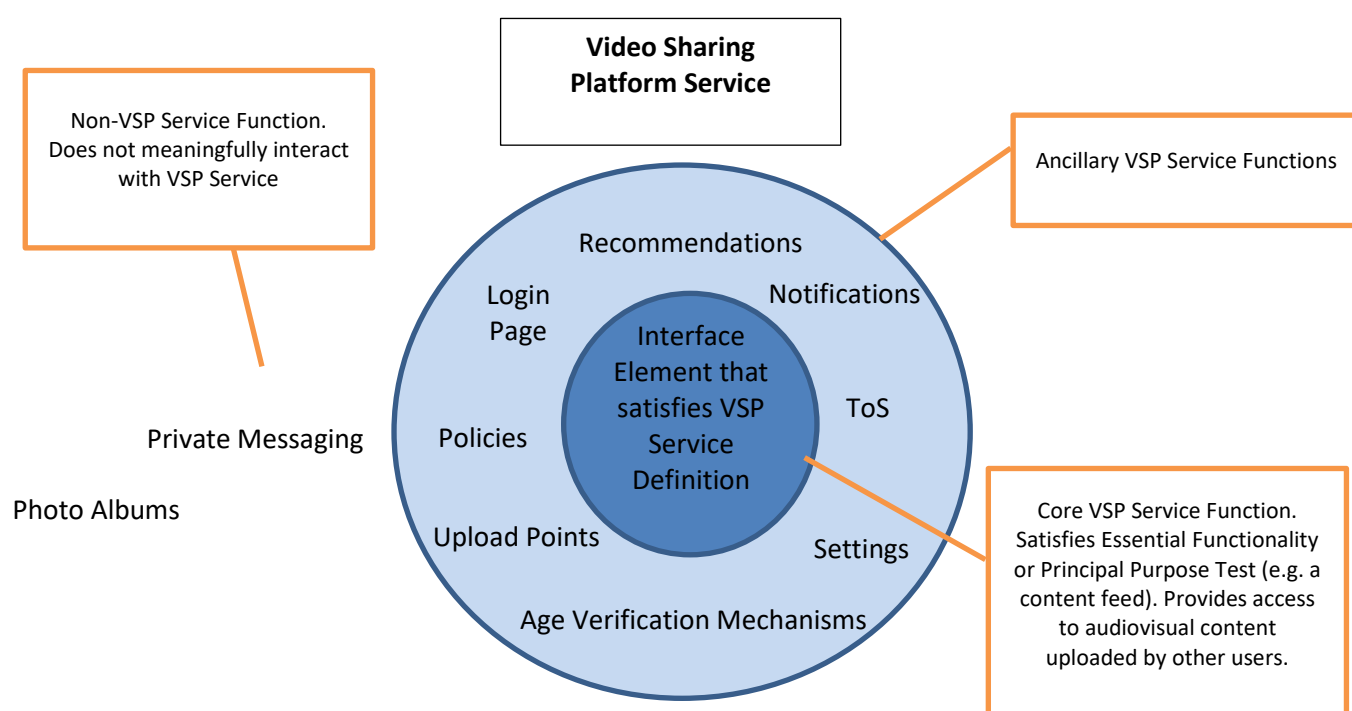 Video Sharing
Platform Service
Non-VSP Service Function.
Does not meaningfully interact
with VSP Service
Ancillary VSP Service Functions
Recommendations
Login
Page
Notifications
Interface
Element that
satisfies VSP
Service
Definition
ToS
Private Messaging
Policies
Photo Albums
Upload Points
Settings
Age Verification Mechanisms
Core VSP Service Function.
Satisfies Essential Functionality
or Principal Purpose Test (e.g. a
content feed). Provides access
to audiovisual content
uploaded by other users.